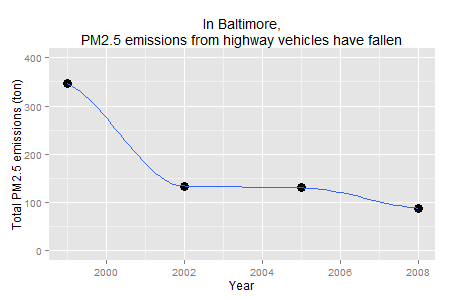 In Baltimore,
PM2.5 emissions from highway vehicles have fallen
400
300
200
100
0
Total PM2.5 emissions (ton)
2000
2002
2004
2006
2008
Year